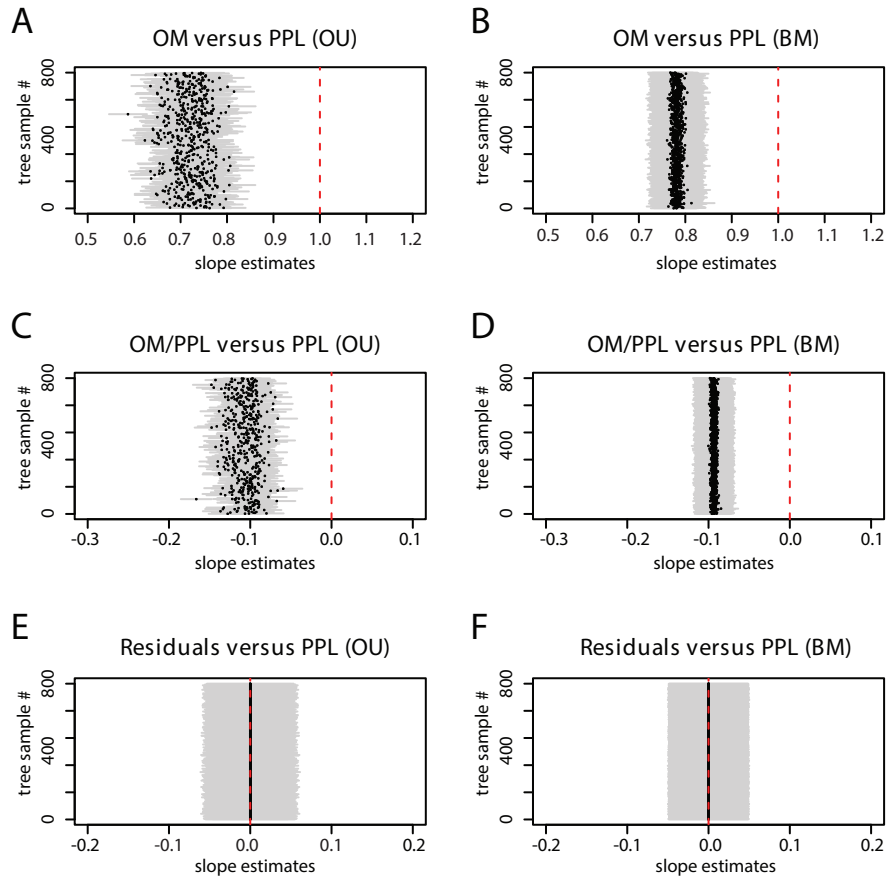 A
OM versus PPL (OU)
tree sample #
800
400
0
0.5 0.6 0.7 0.8 0.9 1.0 1.1 1.2
slope estimates
B
OM versus PPL (BM)
tree sample #
800
400
0
0.5 0.6 0.7 0.8 0.9 1.0 1.1 1.2
slope estimates
C
OM/PPL versus PPL (OU)
tree sample #
800
400
0
-0.3 -0.2 -0.1 0.0 0.1
slope estimates
D
OM/PPL versus PPL (BM)
tree sample #
800
400
0
-0.3 -0.2 -0.1 0.0 0.1
slope estimates
E
Residuals versus PPL (OU)
tree sample #
800
400
0
-0.2 -0.1 0.0 0.1 0.2
slope estimates
F
Residuals versus PPL (BM)
tree sample #
800
400
0
-0.2 -0.1 0.0 0.1 0.2
slope estimates